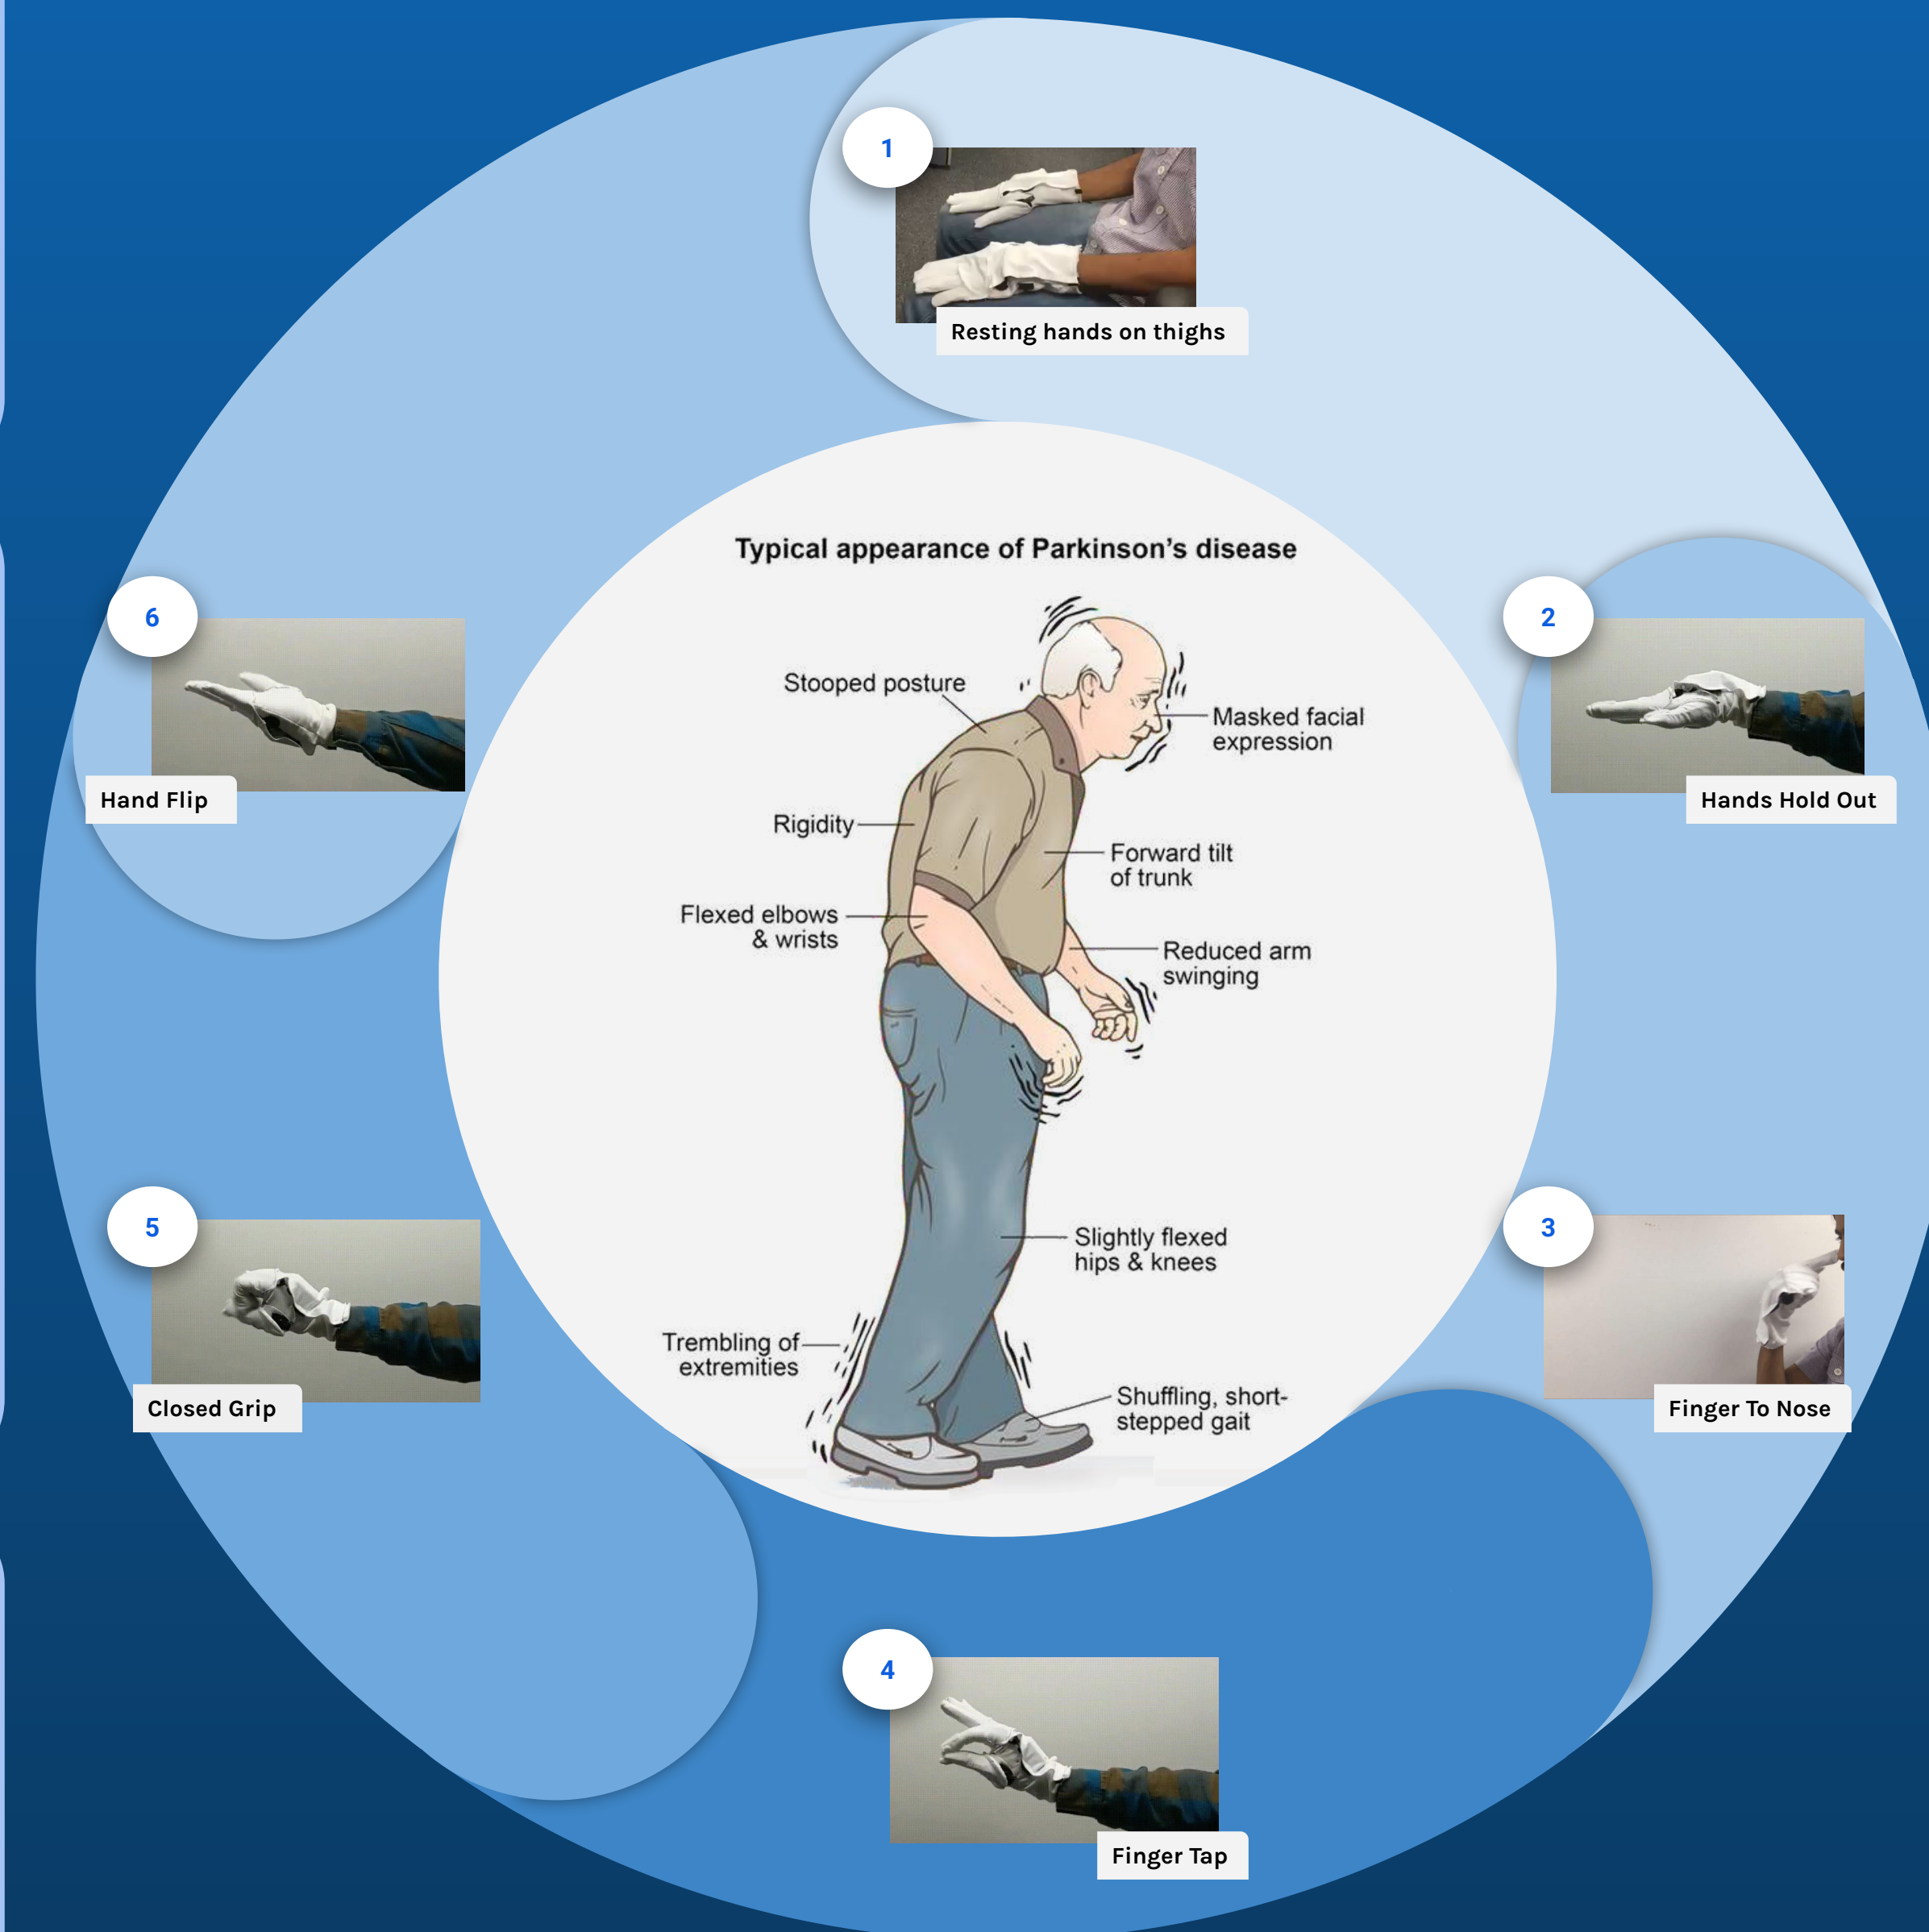 1
Resting hands on thighs
2
Hands Hold Out
3
Finger To Nose
4
Finger Tap
5
Closed Grip
6
Hand Flip
Typical appearance of Parkinson's disease
Stooped posture
Masked facial
expression
Rigidity
Forward tilt
of trunk
Flexed elbows
& wrists
Reduced arm
swinging
Slightly flexed
hips & knees
Trembling of
extremities
Shuffling, short-
stepped gait